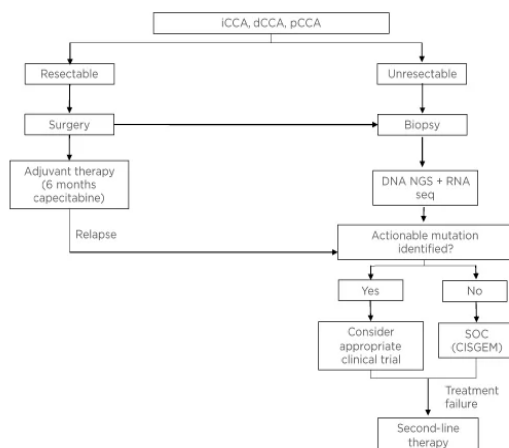 iCCA, dCCA, pCCA
Resectable
Unresectable
Surgery
Biopsy
Adjuvant therapy
(6 months
capecitabine)
DNA NGS + RNA
seq
Relapse
Actionable mutation
identified?
Yes
No
Consider
appropriate
clinical trial
SOC
(CISGEM)
Treatment
failure
Second-line
therapy